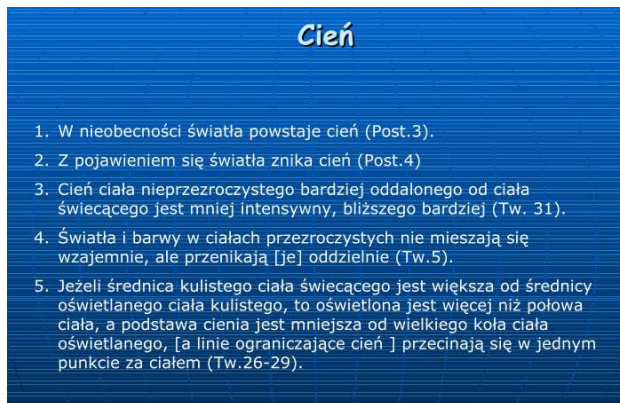 Cień
1. W nieobecności światła powstaje cień (Post.3).
2. Z pojawieniem się światła znika cień (Post.4)
3. Cień ciała nieprzezroczystego bardziej oddalonego od ciała
świecącego jest mniej intensywny, bliższego bardziej (Tw. 31).
4. Światła i barwy w ciałach przezroczystych nie mieszają się
wzajemnie, ale przenikają [je] oddzielnie (Tw.5).
5. Jeżeli średnica kulistego ciała świecącego jest większa od średnicy
oświetlanego ciała kulistego, to oświetlona jest więcej niż połowa
ciała, a podstawa cienia jest mniejsza od wielkiego koła ciała
oświetlanego, [a linie ograniczające cień ] przecinają się w jednym
punkcie za ciałem (Tw.26-29).